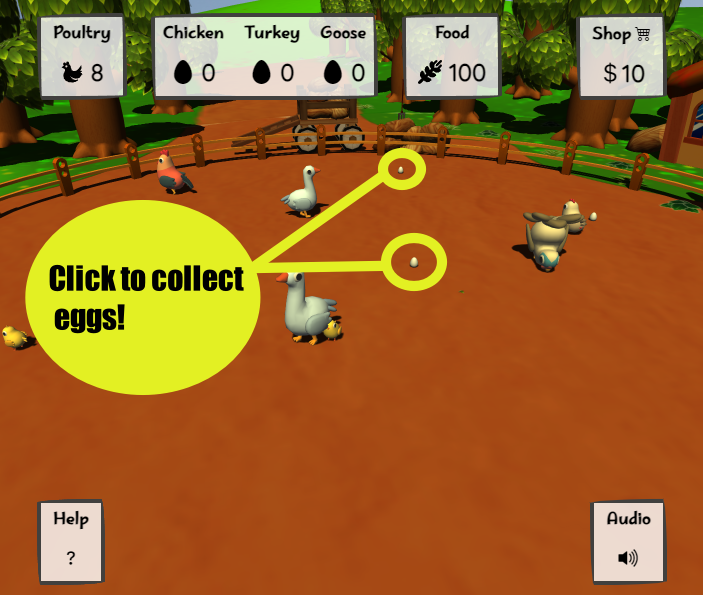 Poultry
8
Chicken Turkey Goose
0 0 0
Food
100
Shop
$10
Click to collect
eggs!
Help
?
Audio